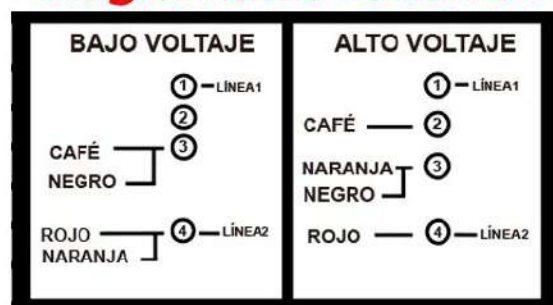 BAJO VOLTAJE
1 LÍNEA1
2
CAFÉ 3
NEGRO
ROJO 4 LÍNEA2
NARANJA
ALTO VOLTAJE
1 LÍNEA1
CAFÉ 2
NARANJA 3
NEGRO
ROJO 4 LÍNEA2